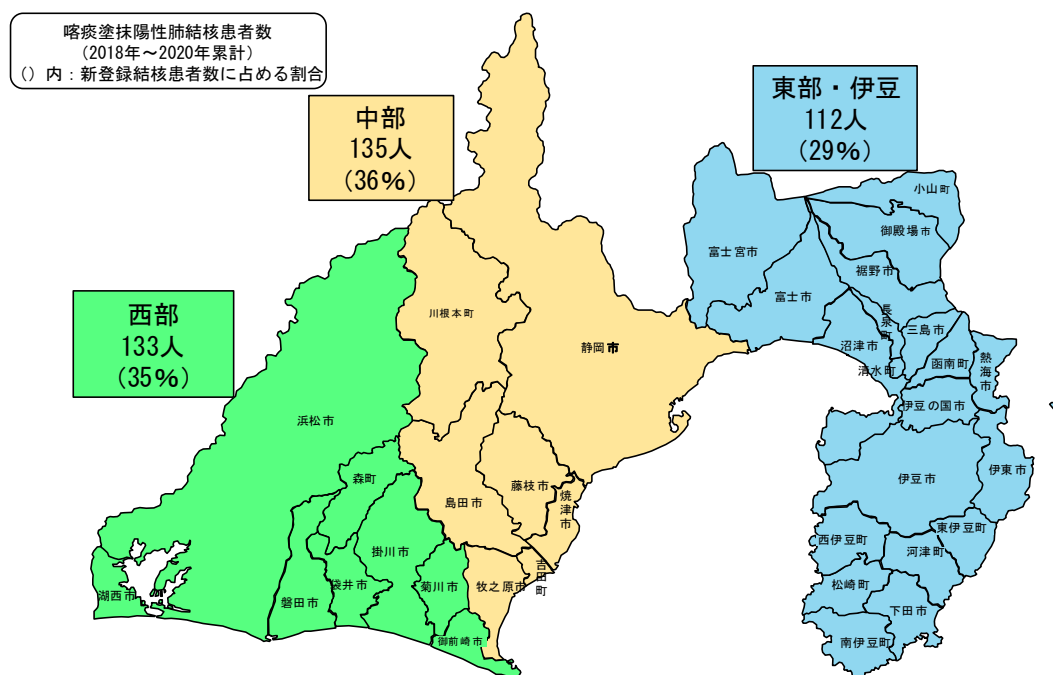 喀痰塗抹陽性肺結核患者数
(2018年～2020年累計)
() 内：新登録結核患者数に占める割合
中部
135人
(36%)
東部・伊豆
112人
(29%)
西部
133人
(35%)
小山町
御殿場市
富士宮市
裾野市
富士市
長泉町
三島市
川根本町
静岡市
沼津市
函南町
熱海市
清水町
伊豆の国市
浜松市
伊豆市
伊東市
森町
島田市
藤枝市
焼津市
東伊豆町
西伊豆町
河津町
掛川市
吉田町
湖西市
磐田市
袋井市
菊川市
牧之原市
松崎町
下田市
御前崎市
南伊豆町